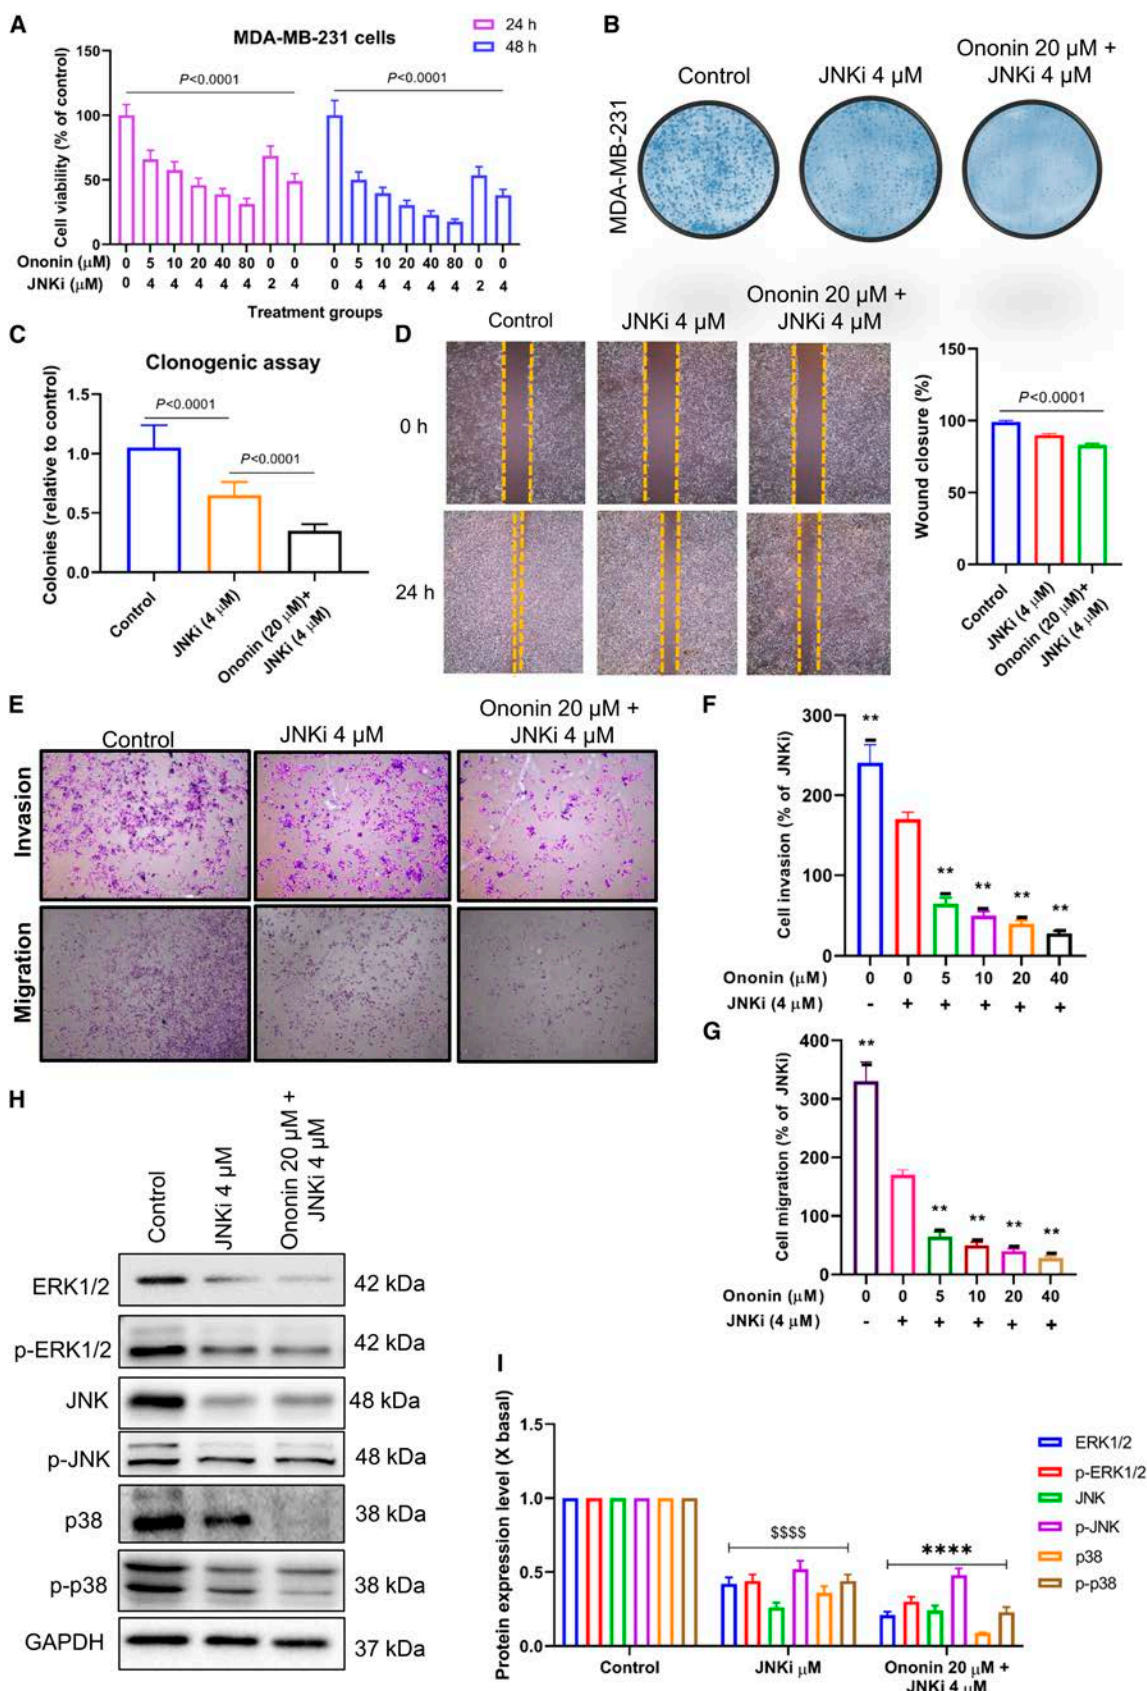 A
MDA-MB-231 cells
24 h
48 h
P<0.0001
P<0.0001
Cell viability (% of control)
150
100
50
0
Ononin (μM) 0 5 10 20 40 80 0 0 0 5 10 20 40 80 0 0
JNKi (μM) 0 4 4 4 4 4 2 4 0 4 4 4 4 4 2 4
Treatment groups
B
Control
JNKi 4 μM
Ononin 20 μM +
JNKi 4 μM
MDA-MB-231
C
Clonogenic assay
Colonies (relative to control)
1.5
1.0
0.5
0.0
P<0.0001
P<0.0001
Control
JNKi (4 μM)
Ononin (20 μM)+
JNKi (4 μM)
D
Control
JNKi 4 μM
Ononin 20 μM +
JNKi 4 μM
0 h
24 h
Wound closure (%)
150
100
50
0
P<0.0001
Control
JNKi (4 μM)
Ononin (20 μM)+
JNKi (4 μM)
E
Control
JNKi 4 μM
Ononin 20 μM +
JNKi 4 μM
Invasion
Migration
F
Cell invasion (% of JNKi)
300
200
100
0
**
**
**
**
**
Ononin (μM) 0 0 5 10 20 40
JNKi (4 μM) - + + + + +
G
Cell migration (% of JNKi)
400
300
200
100
0
**
**
**
**
**
Ononin (μM) 0 0 5 10 20 40
JNKi (4 μM) - + + + + +
H
Control
JNKi 4 μM
Ononin 20 μM +
JNKi 4 μM
ERK1/2 42 kDa
p-ERK1/2 42 kDa
JNK 48 kDa
p-JNK 48 kDa
p38 38 kDa
p-p38 38 kDa
GAPDH 37 kDa
I
Protein expression level (X basal)
1.5
1.0
0.5
0.0
$$$$
****
Control
JNKi μM
Ononin 20 μM +
JNKi 4 μM
ERK1/2
p-ERK1/2
JNK
p-JNK
p38
p-p38